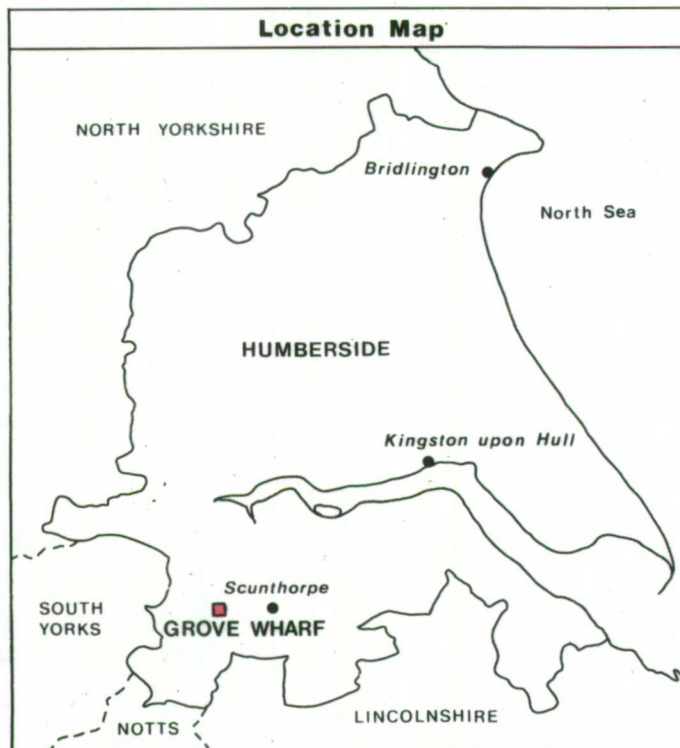 Location Map
NORTH YORKSHIRE
Bridlington
North Sea
HUMBERSIDE
Kingston upon Hull
Scunthorpe
SOUTH
YORKS
GROVE WHARF
NOTTS
LINCOLNSHIRE